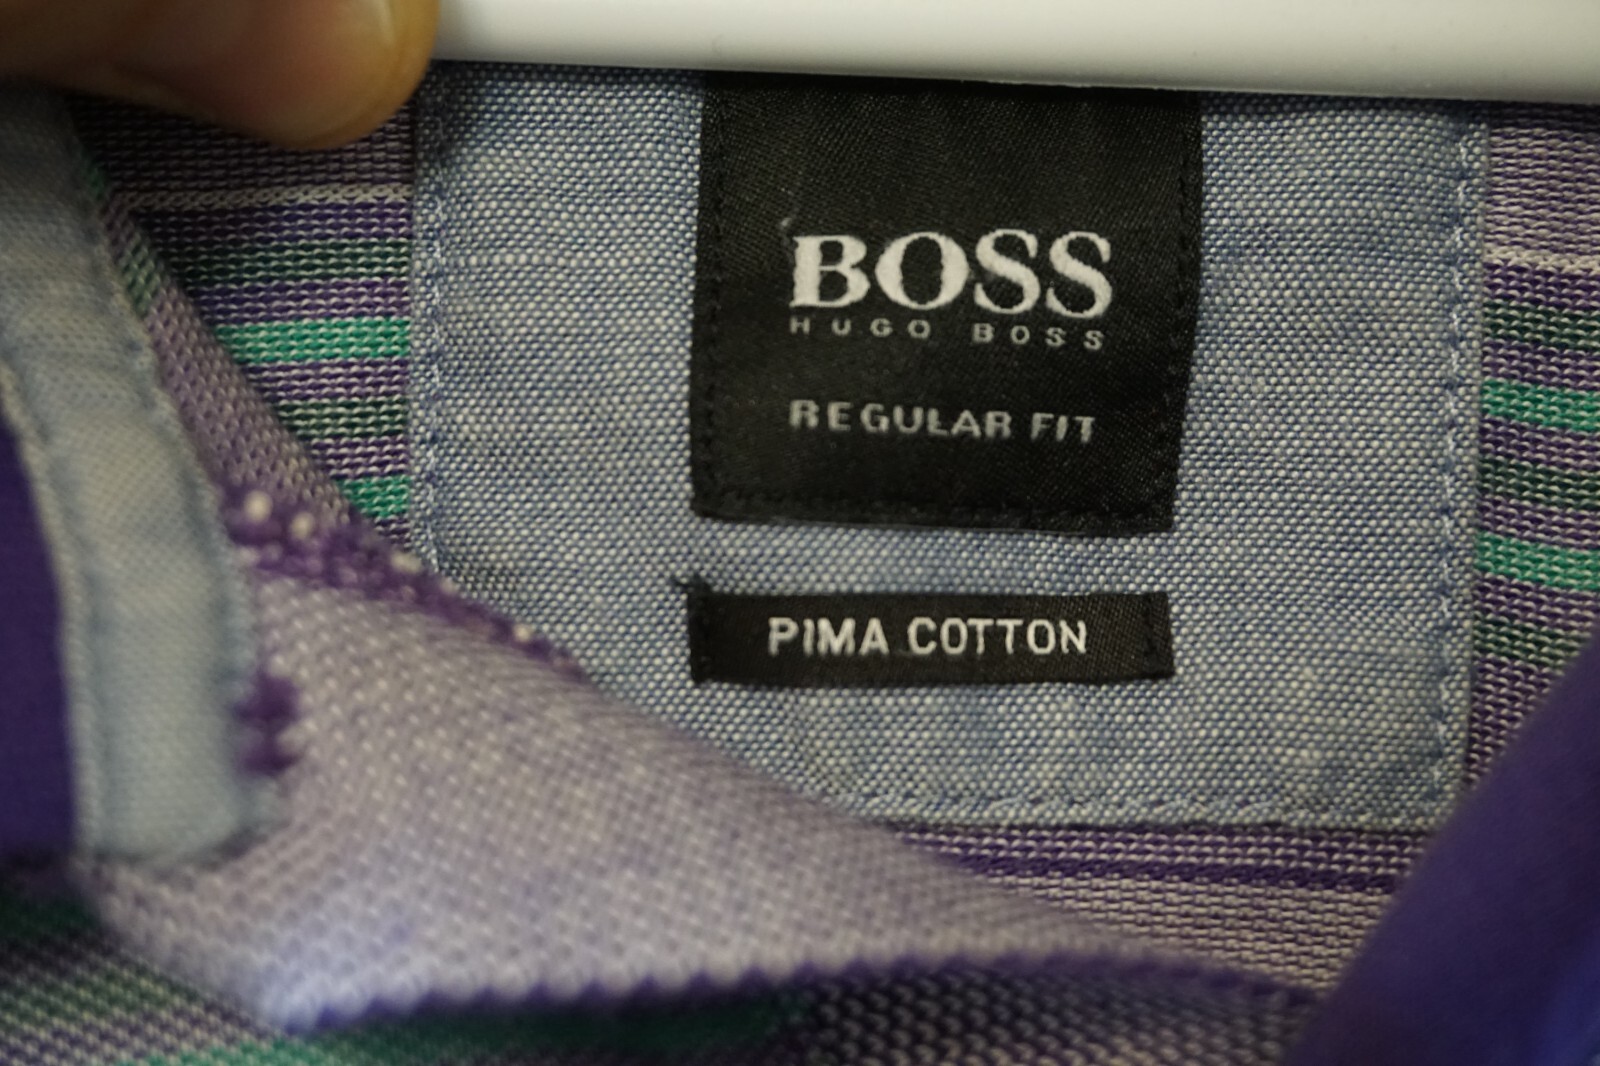 BOSS
HUGO BOSS
REGULAR FIT
PIMA COTTON